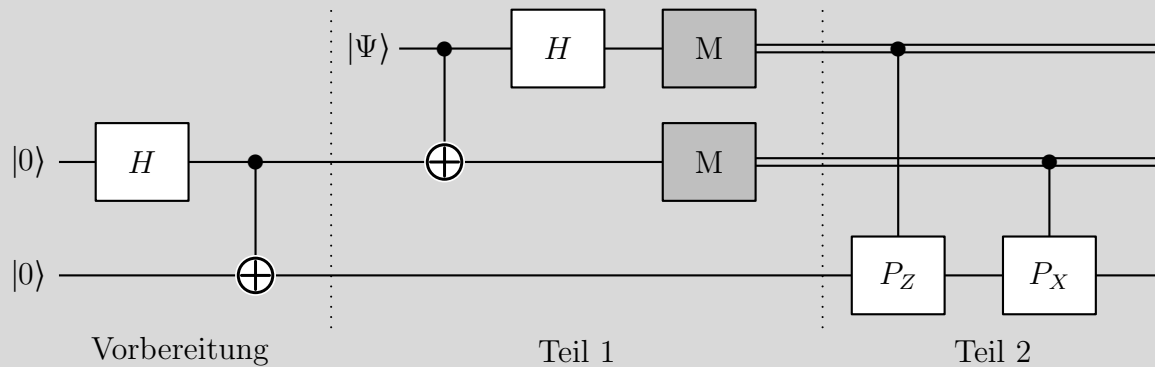 |Ψ⟩ H M
|0⟩ H M
|0⟩ P_Z P_X
Vorbereitung Teil 1 Teil 2